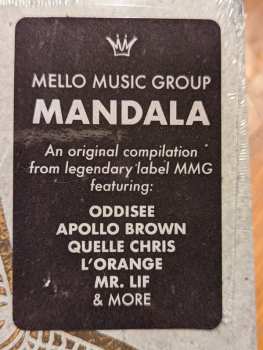 MELLO MUSIC GROUP
MANDALA
An original compilation
from legendary label MMG
featuring:
ODDISEE
APOLLO BROWN
QUELLE CHRIS
L'ORANGE
MR. LIF
& MORE